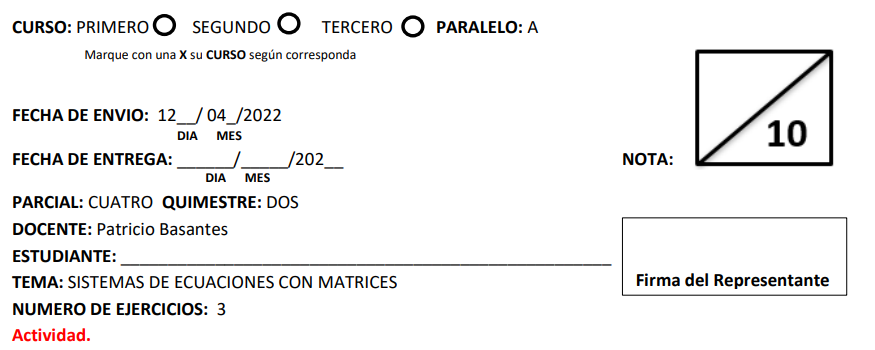 CURSO: PRIMERO SEGUNDO TERCERO PARALELO: A
Marque con una X su CURSO según corresponda
FECHA DE ENVIO: 12__/ 04_/2022
DIA MES
FECHA DE ENTREGA: ______/_____/202__
DIA MES
NOTA:
10
PARCIAL: CUATRO QUIMESTRE: DOS
DOCENTE: Patricio Basantes
ESTUDIANTE: ____________________________________________________
TEMA: SISTEMAS DE ECUACIONES CON MATRICES
Firma del Representante
NUMERO DE EJERCICIOS: 3
Actividad.